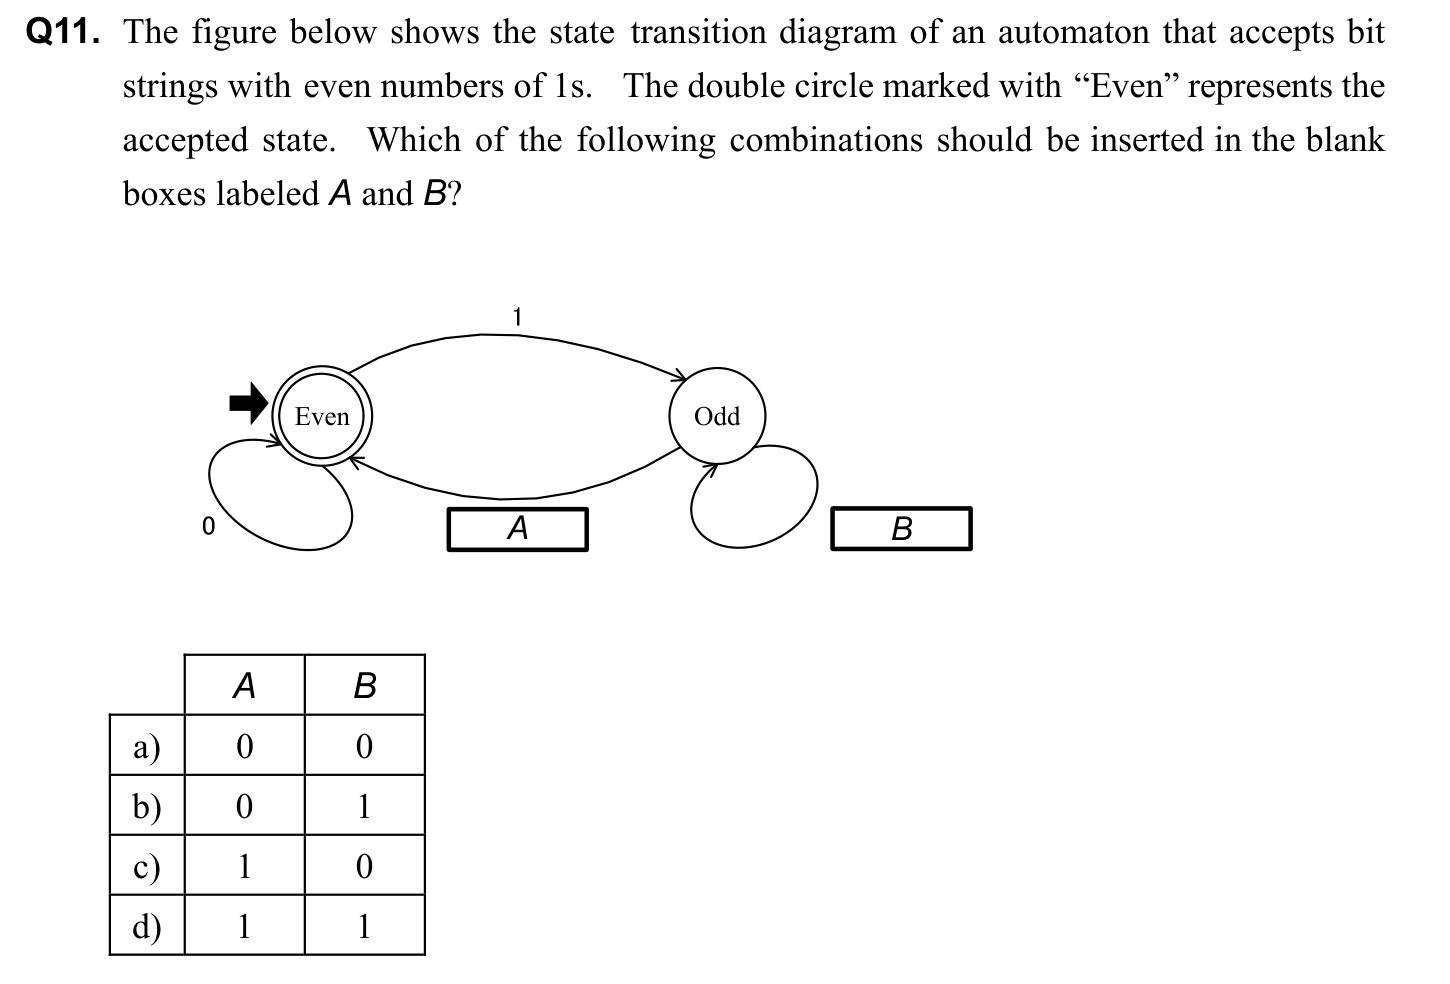 Q11. The figure below shows the state transition diagram of an automaton that accepts bit
strings with even numbers of 1s. The double circle marked with “Even” represents the
accepted state. Which of the following combinations should be inserted in the blank
boxes labeled A and B?
1
Even
Odd
0
A
B
A B
a) 0 0
b) 0 1
c) 1 0
d) 1 1